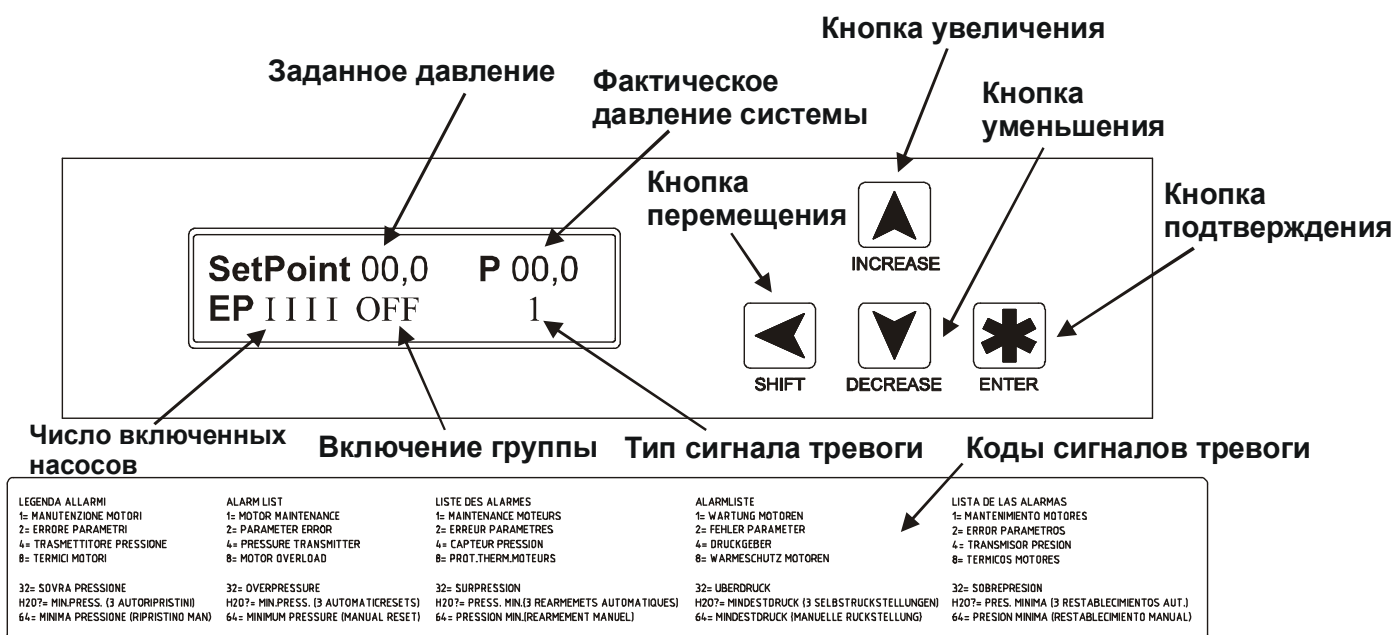 Кнопка увеличения
Заданное давление
Фактическое
давление системы
Кнопка
уменьшения
Кнопка
перемещения
Кнопка
подтверждения
SetPoint 00,0 P 00,0
EP I I I I OFF 1
INCREASE
SHIFT
DECREASE
ENTER
Число включенных
насосов
Включение группы
Тип сигнала тревоги
Коды сигналов тревоги
LEGENDA ALLARMI
1= MANUTENZIONE MOTORI
2= ERRORE PARAMETRI
4= TRASMETTITORE PRESSIONE
8= TERMICI MOTORI
32= SOVRA PRESSIONE
H2O?= MIN.PRESS. (3 AUTORIPRISTINI)
64= MINIMA PRESSIONE (RIPRISTINO MAN)
ALARM LIST
1= MOTOR MAINTENANCE
2= PARAMETER ERROR
4= PRESSURE TRANSMITTER
8= MOTOR OVERLOAD
32= OVERPRESSURE
H2O?= MIN.PRESS. (3 AUTOMATICRESETS)
64= MINIMUM PRESSURE (MANUAL RESET)
LISTE DES ALARMES
1= MAINTENANCE MOTEURS
2= ERREUR PARAMETRES
4= CAPTEUR PRESSION
8= PROT.THERM.MOTEURS
32= SURPRESSION
H2O?= PRESS. MIN.(3 REARMEMETS AUTOMATIQUES)
64= PRESSION MIN.(REARMEMENT MANUEL)
ALARMLISTE
1= WARTUNG MOTOREN
2= FEHLER PARAMETER
4= DRUCKGEBER
8= WARMESCHUTZ MOTOREN
32= UBERDRUCK
H2O?= MINDESTDRUCK (3 SELBSTRUCKSTELLUNGEN)
64= MINDESTDRUCK (MANUELLE RUCKSTELLUNG)
LISTA DE LAS ALARMAS
1= MANTENIMIENTO MOTORES
2= ERROR PARAMETROS
4= TRANSMISOR PRESION
8= TERMICOS MOTORES
32= SOBREPRESION
H2O?= PRES. MINIMA (3 RESTABLECIMIENTOS AUT.)
64= PRESION MINIMA (RESTABLECIMIENTO MANUAL)